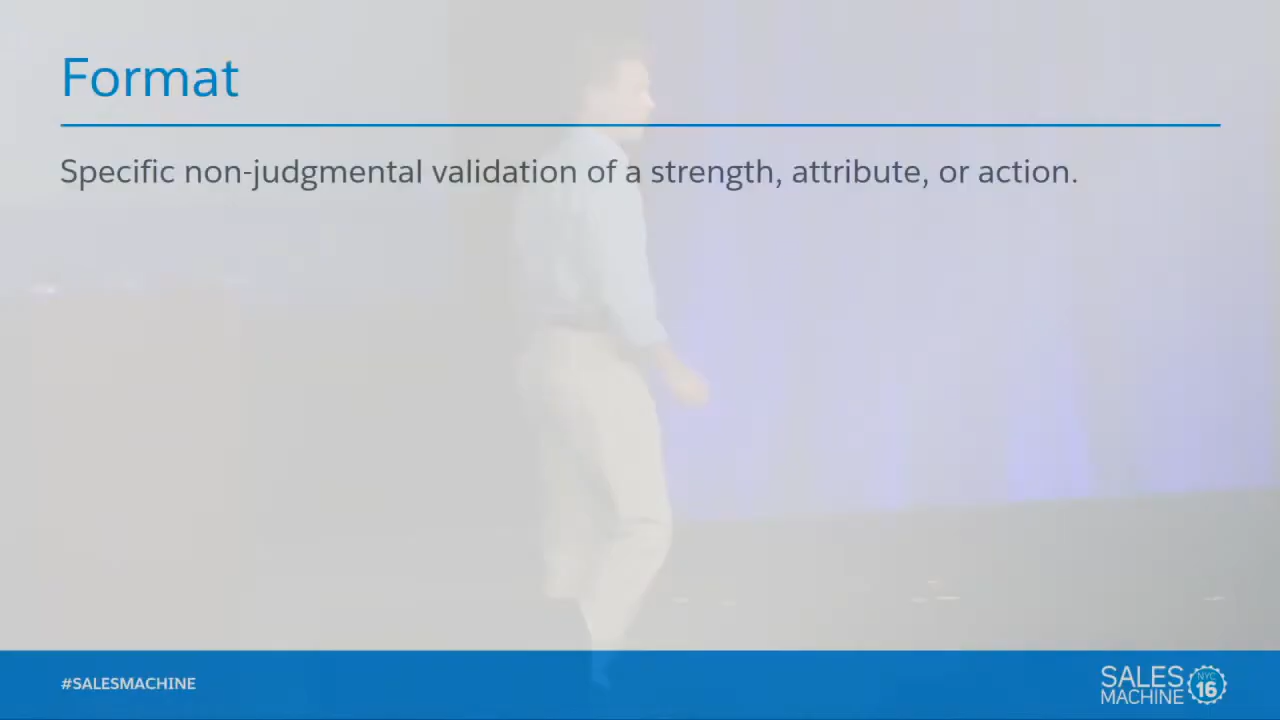 Format
Specific non-judgmental validation of a strength, attribute, or action.
#SALESMACHINE
SALES
MACHINE
NYC
16